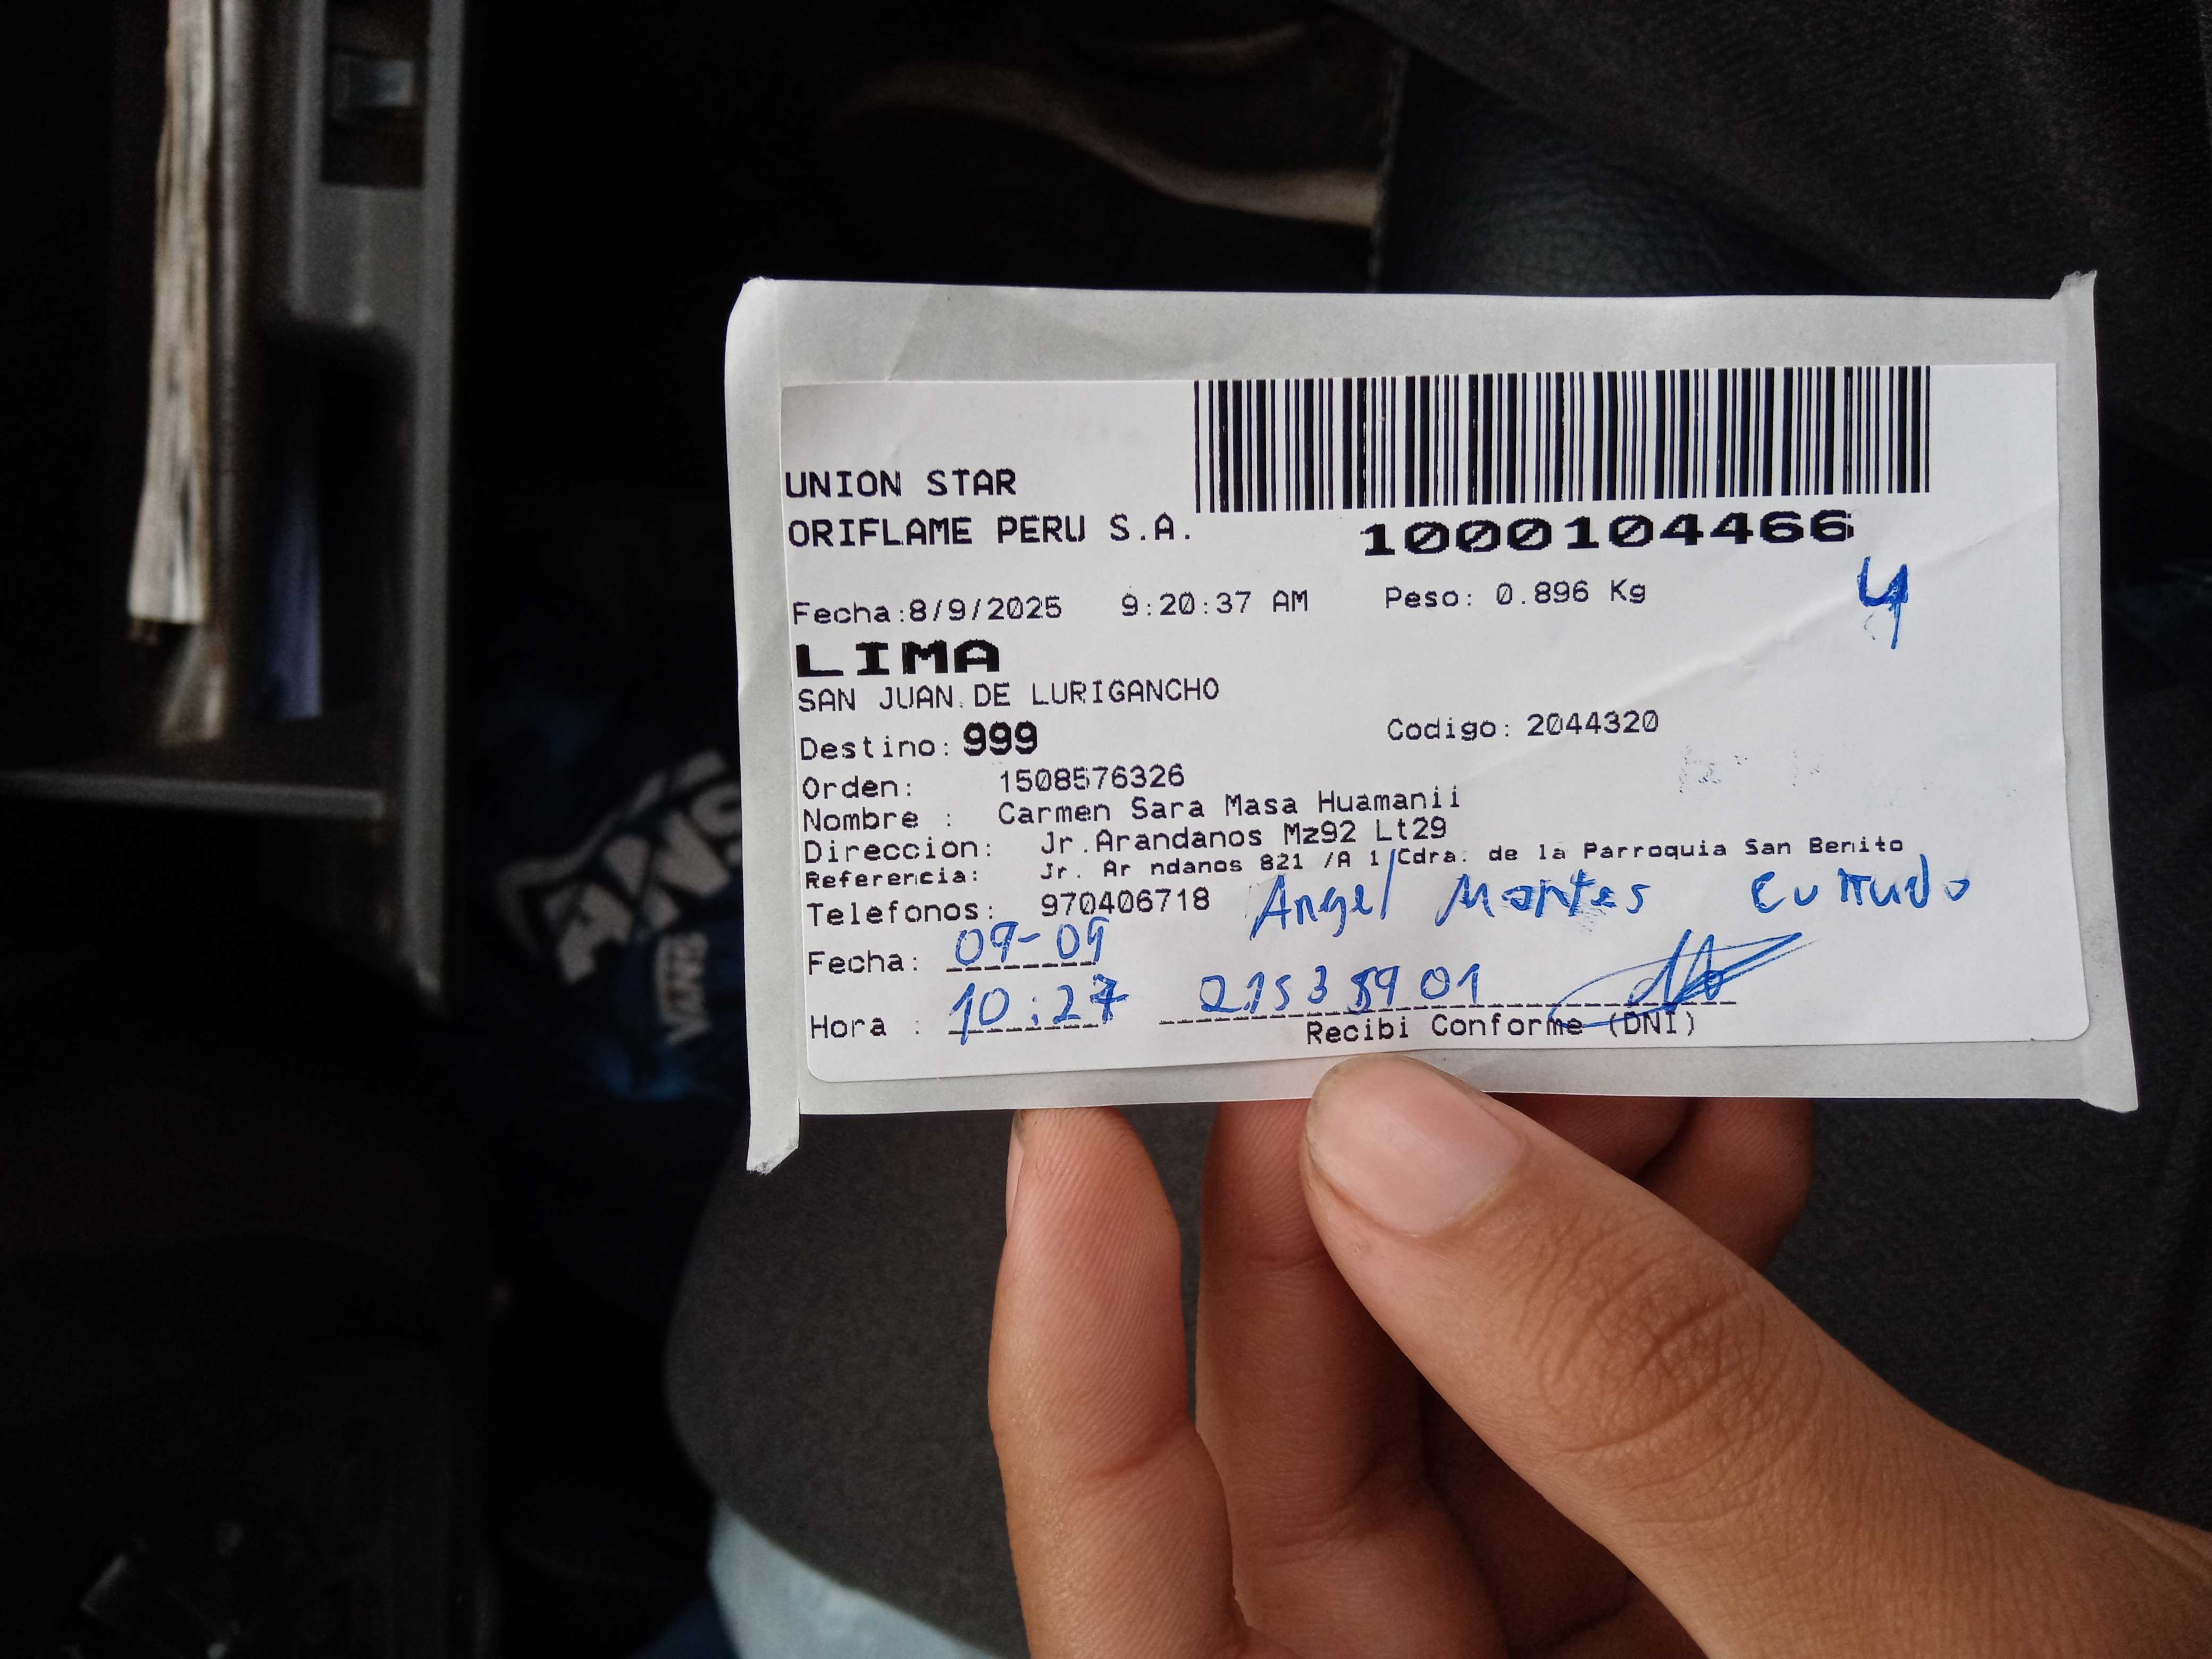 UNION STAR
ORIFLAME PERU S.A.
1000104466
Fecha:8/9/2025 9:20:37 AM Peso: 0.896 Kg
4
LIMA
SAN JUAN DE LURIGANCHO
Destino: 999 Codigo: 2044320
Orden: 1508576326
Nombre : Carmen Sara Masa Huamanii
Direccion: Jr.Arandanos Mz92 Lt29
Referencia: Jr. Ar ndanos 821 /A 1 Cdra. de la Parroquia San Benito
Telefonos: 970406718 Angel Montes
Fecha: 09-09
Hora : 10:27
Recibi Conforme (DNI)
VANS